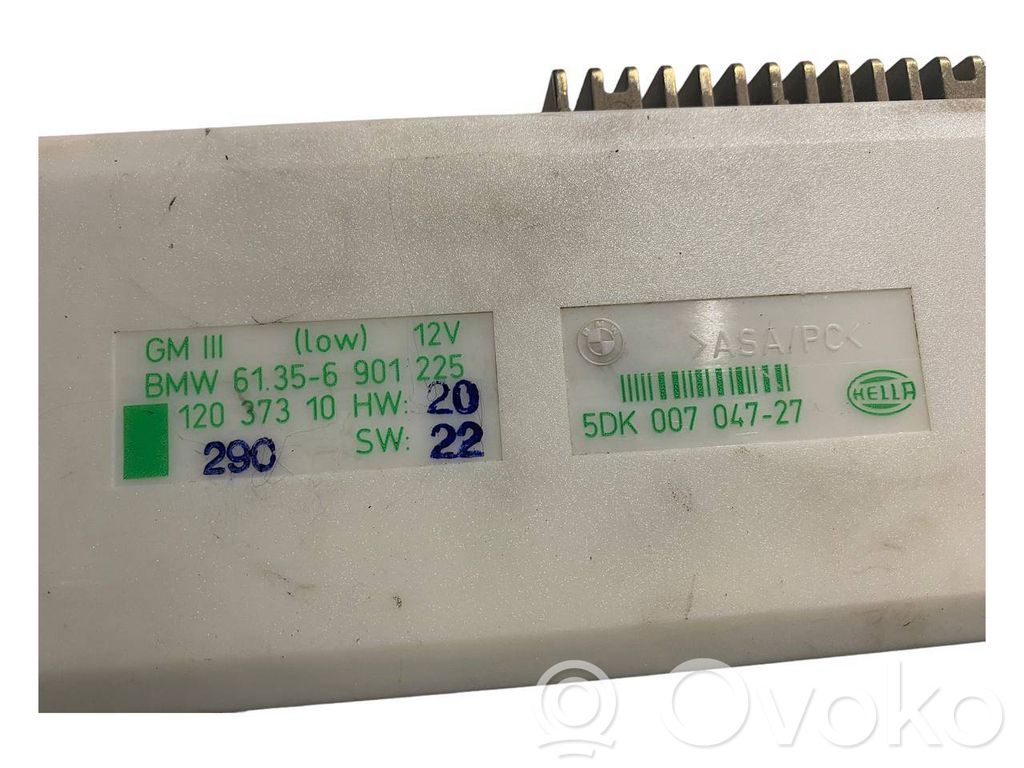 GM III (low) 12V
BMW 61.35-6 901 225
120 373 10 HW: 20
290 SW: 22
>ASA/PC<
HELLA
5DK 007 047-27
Ovoko